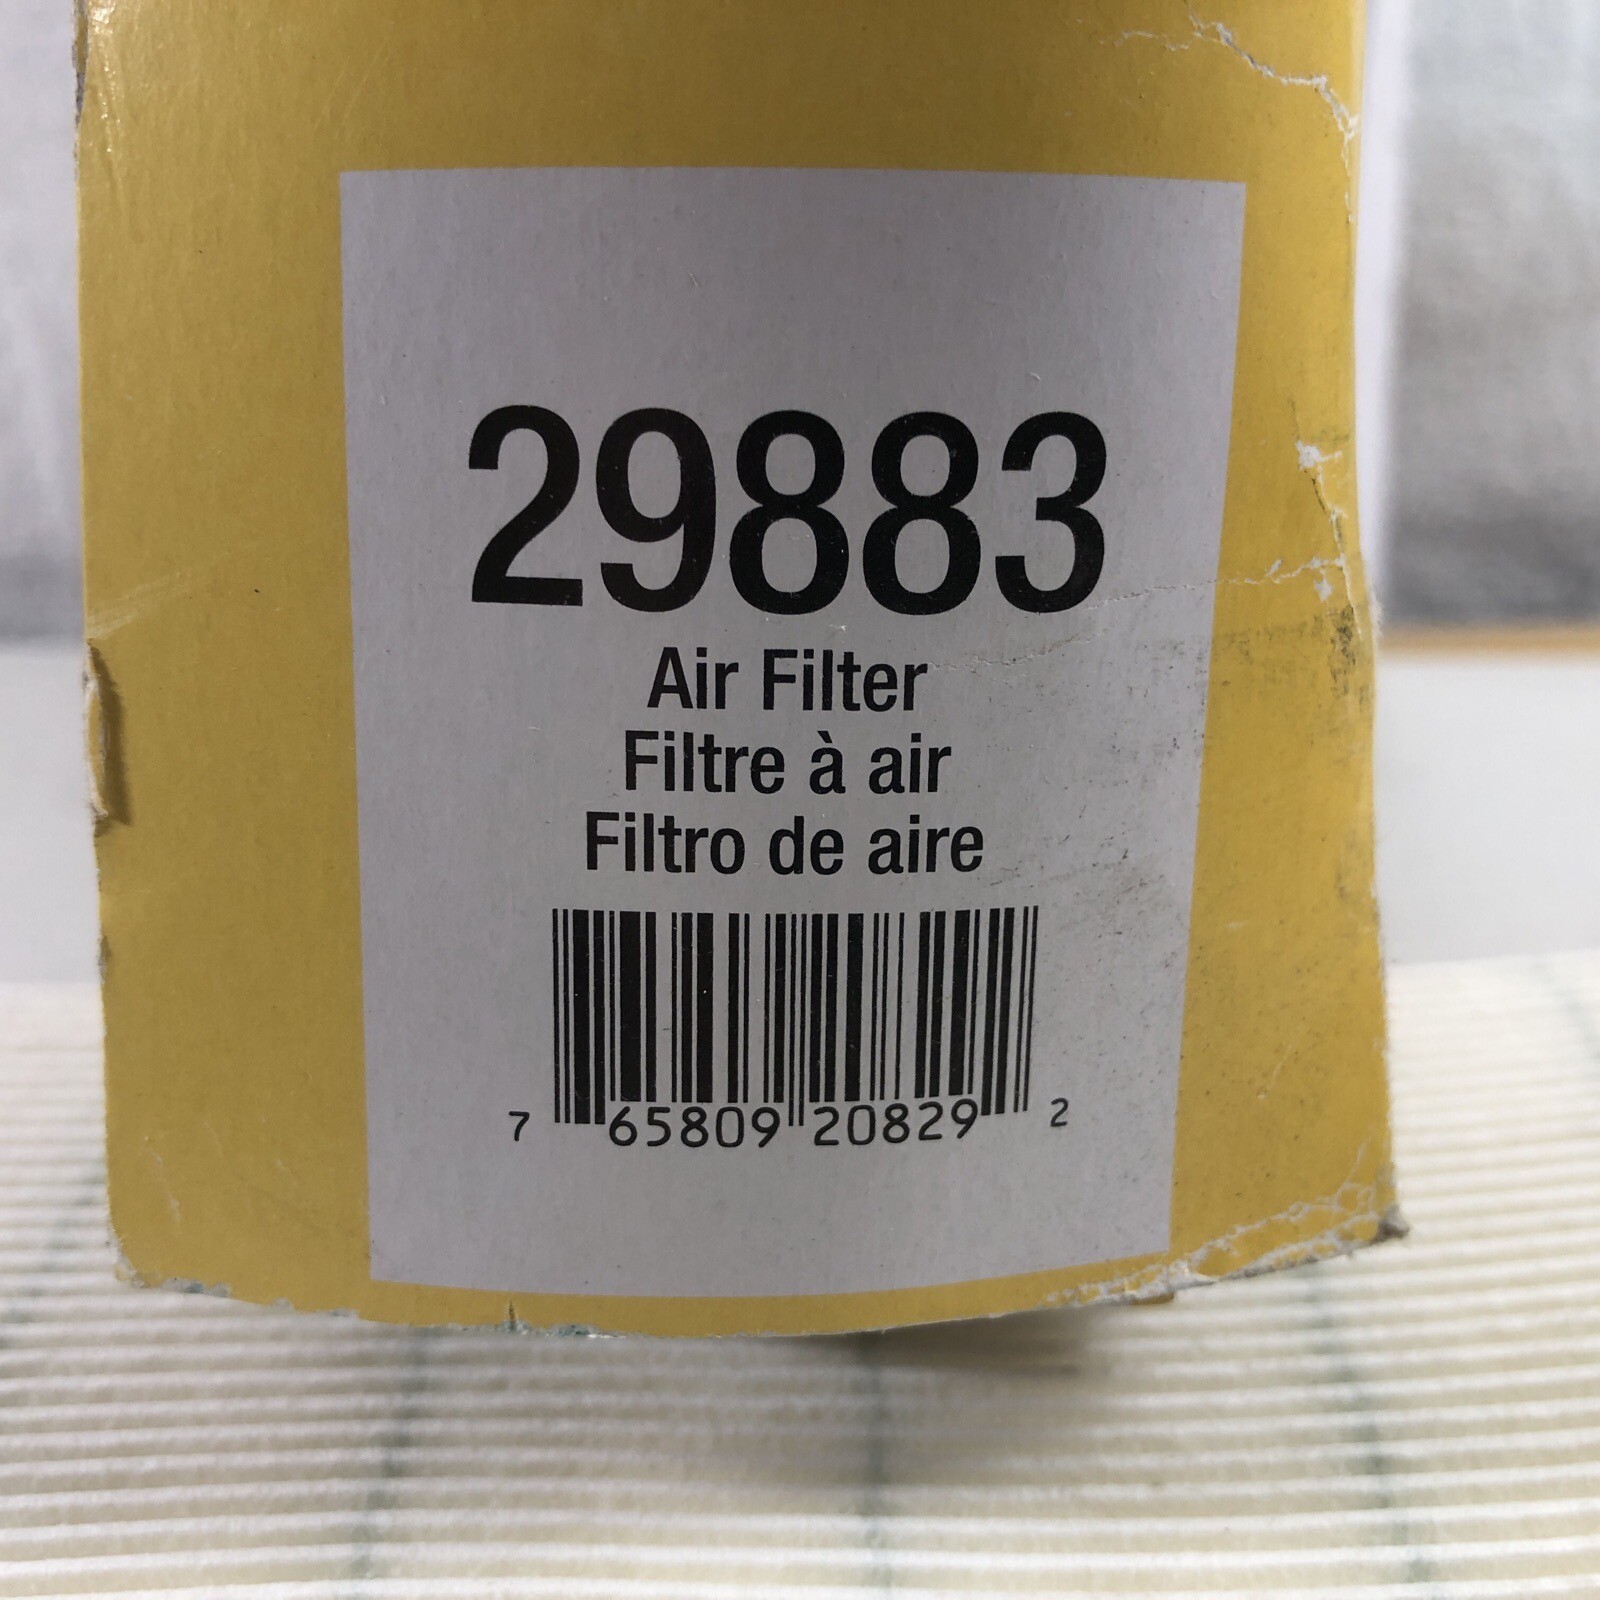 29883
Air Filter
Filtre à air
Filtro de aire
7 65809 20829 2